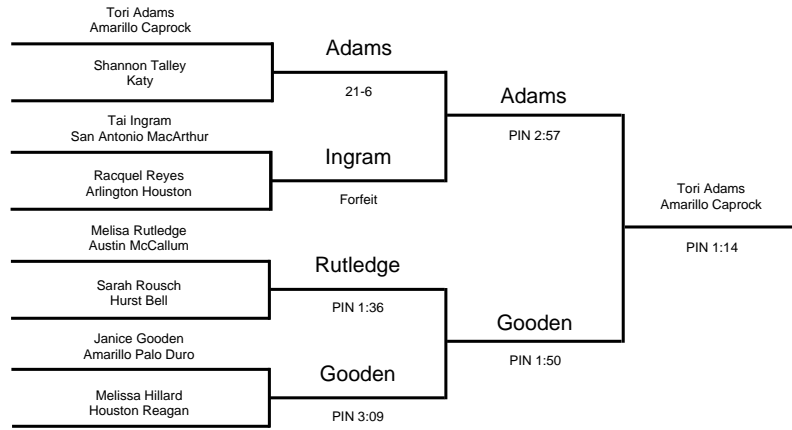 Tori Adams
Amarillo Caprock
Shannon Talley
Katy
Adams
21-6
Tai Ingram
San Antonio MacArthur
Racquel Reyes
Arlington Houston
Ingram
Forfeit
Adams
PIN 2:57
Melisa Rutledge
Austin McCallum
Sarah Rousch
Hurst Bell
Rutledge
PIN 1:36
Janice Gooden
Amarillo Palo Duro
Melissa Hillard
Houston Reagan
Gooden
PIN 3:09
Gooden
PIN 1:50
Tori Adams
Amarillo Caprock
PIN 1:14